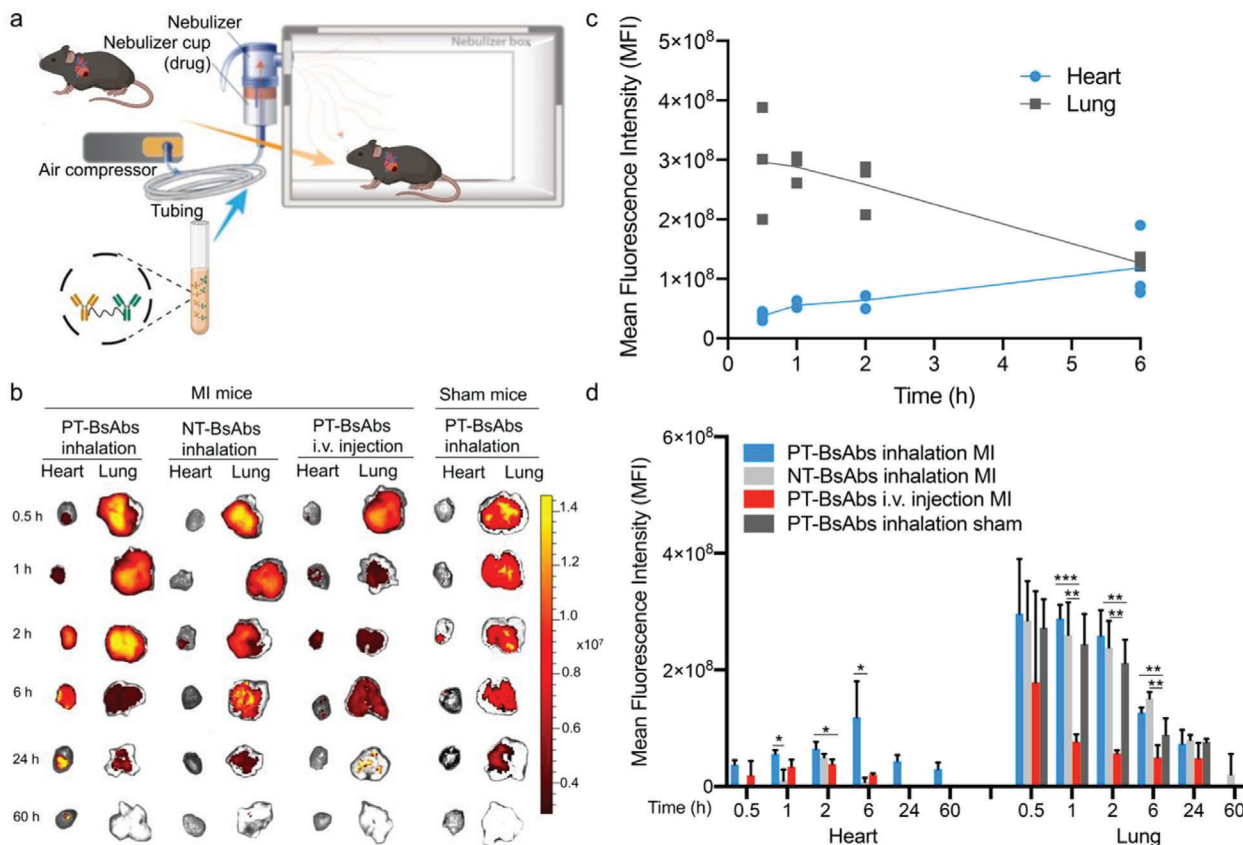 a
Nebulizer
Nebulizer cup
(drug)
Nebulizer box
Air compressor
Tubing
b
MI mice
Sham mice
PT-BsAbs
inhalation
NT-BsAbs
inhalation
PT-BsAbs
i.v. injection
PT-BsAbs
inhalation
Heart Lung
Heart Lung
Heart Lung
Heart Lung
0.5 h
1 h
2 h
6 h
24 h
60 h
1.4
1.2
1.0
x10⁷
0.8
0.6
0.4
c
Mean Fluorescence Intensity (MFI)
5×10⁸
4×10⁸
3×10⁸
2×10⁸
1×10⁸
0
Heart
Lung
0 1 2 3 4 5 6
Time (h)
d
Mean Fluorescence Intensity (MFI)
6×10⁸
4×10⁸
2×10⁸
0
PT-BsAbs inhalation MI
NT-BsAbs inhalation MI
PT-BsAbs i.v. injection MI
PT-BsAbs inhalation sham
* * *
*** ** ** ** ** **
Time (h) 0.5 1 2 6 24 60 0.5 1 2 6 24 60
Heart Lung